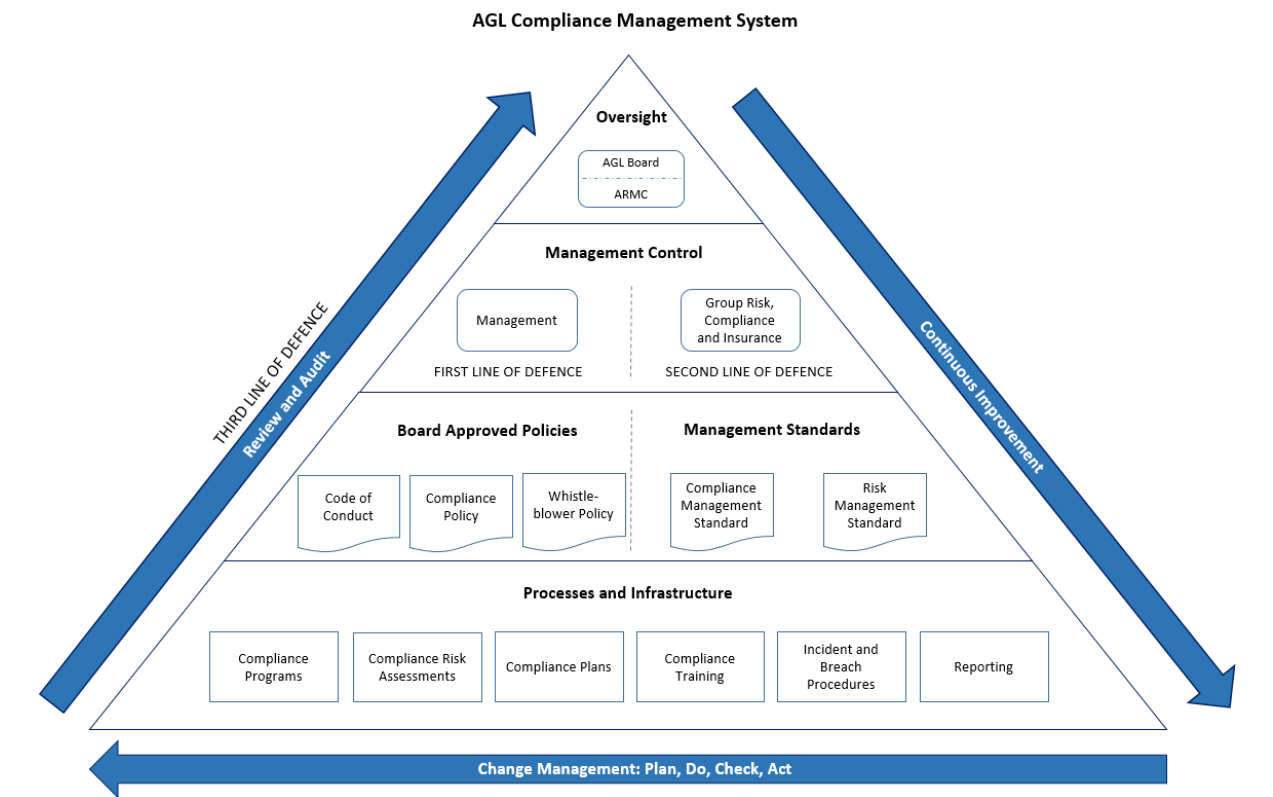 AGL Compliance Management System
Oversight
AGL Board
ARMC
Management Control
Management
Group Risk,
Compliance
and Insurance
FIRST LINE OF DEFENCE
SECOND LINE OF DEFENCE
THIRD LINE OF DEFENCE
Review and Audit
Continuous Improvement
Board Approved Policies
Management Standards
Code of
Conduct
Compliance
Policy
Whistle-
blower Policy
Compliance
Management
Standard
Risk
Management
Standard
Processes and Infrastructure
Compliance
Programs
Compliance Risk
Assessments
Compliance Plans
Compliance
Training
Incident and
Breach
Procedures
Reporting
Change Management: Plan, Do, Check, Act